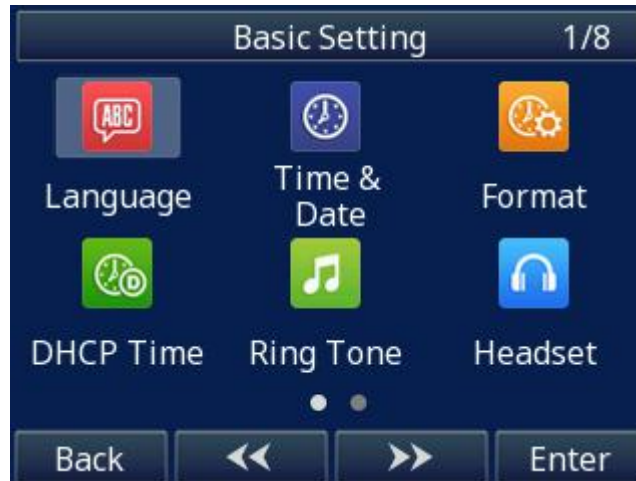 Basic Setting 1/8
ABC
Language
Time &
Date
Format
D
DHCP Time
Ring Tone
Headset
Back
Enter